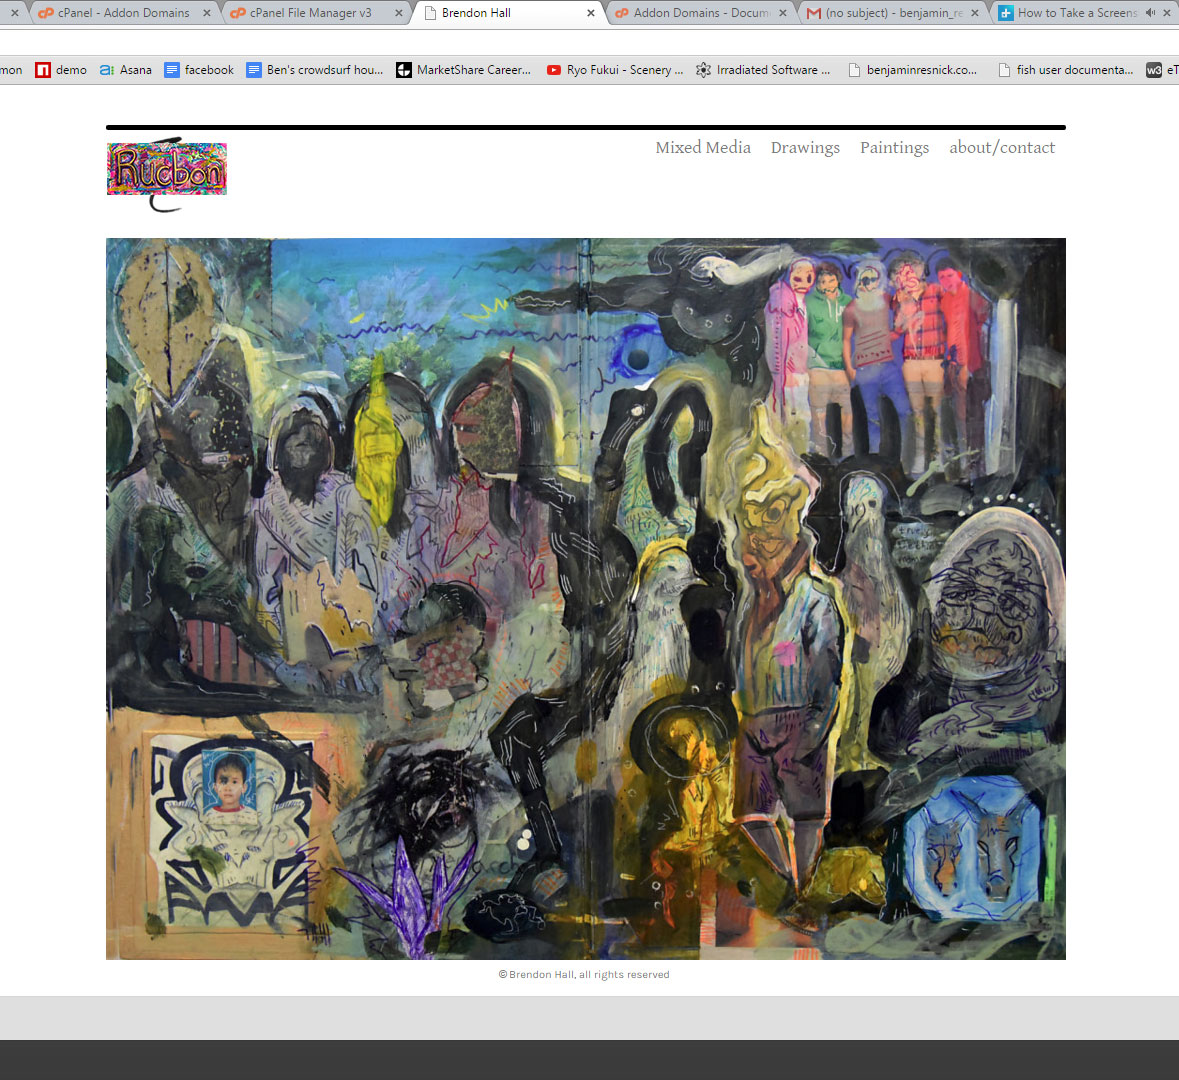 cPanel - Addon Domains
cPanel File Manager v3
Brendon Hall
Addon Domains - Docum
(no subject) - benjamin_re
How to Take a Screens
mon
demo
Asana
facebook
Ben's crowdsurf hou...
MarketShare Career...
Ryo Fukui - Scenery ...
Irradiated Software ...
benjaminresnick.co...
fish user documenta...
w3
eT
Rucbon
Mixed Media
Drawings
Paintings
about/contact
© Brendon Hall, all rights reserved